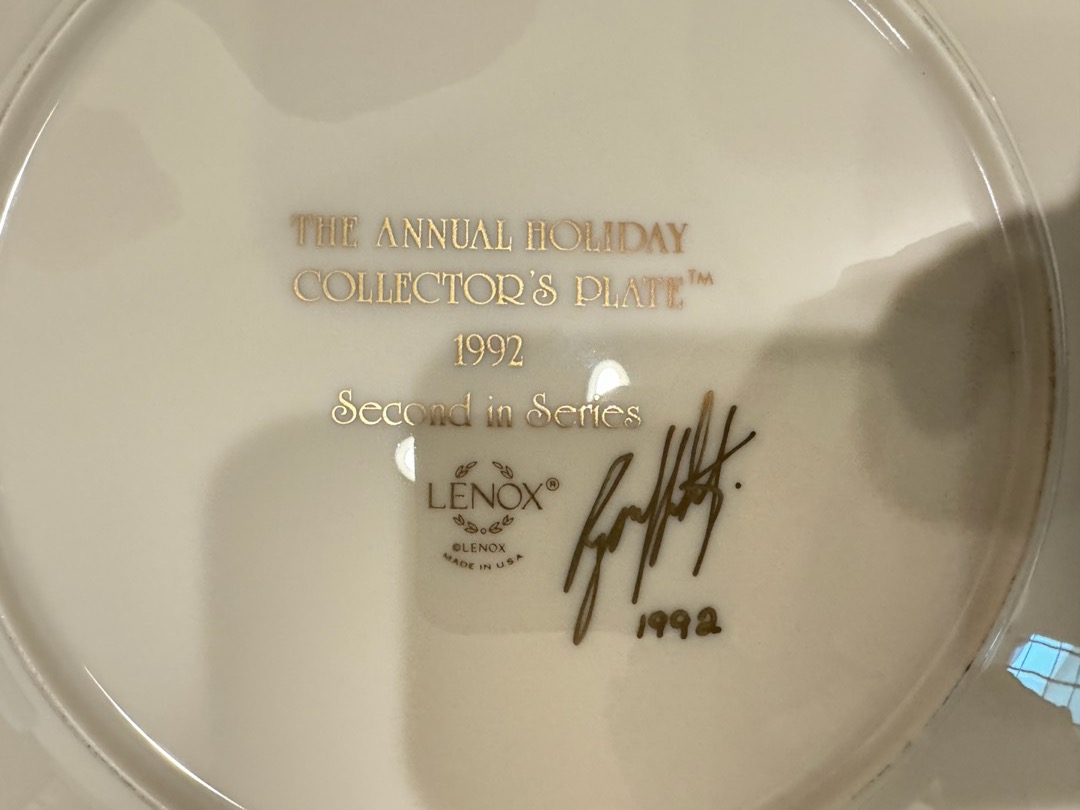 THE ANNUAL HOLIDAY
COLLECTOR'S PLATE™
1992
Second in Series
LENOX®
©LENOX
MADE IN U.S.A
1992